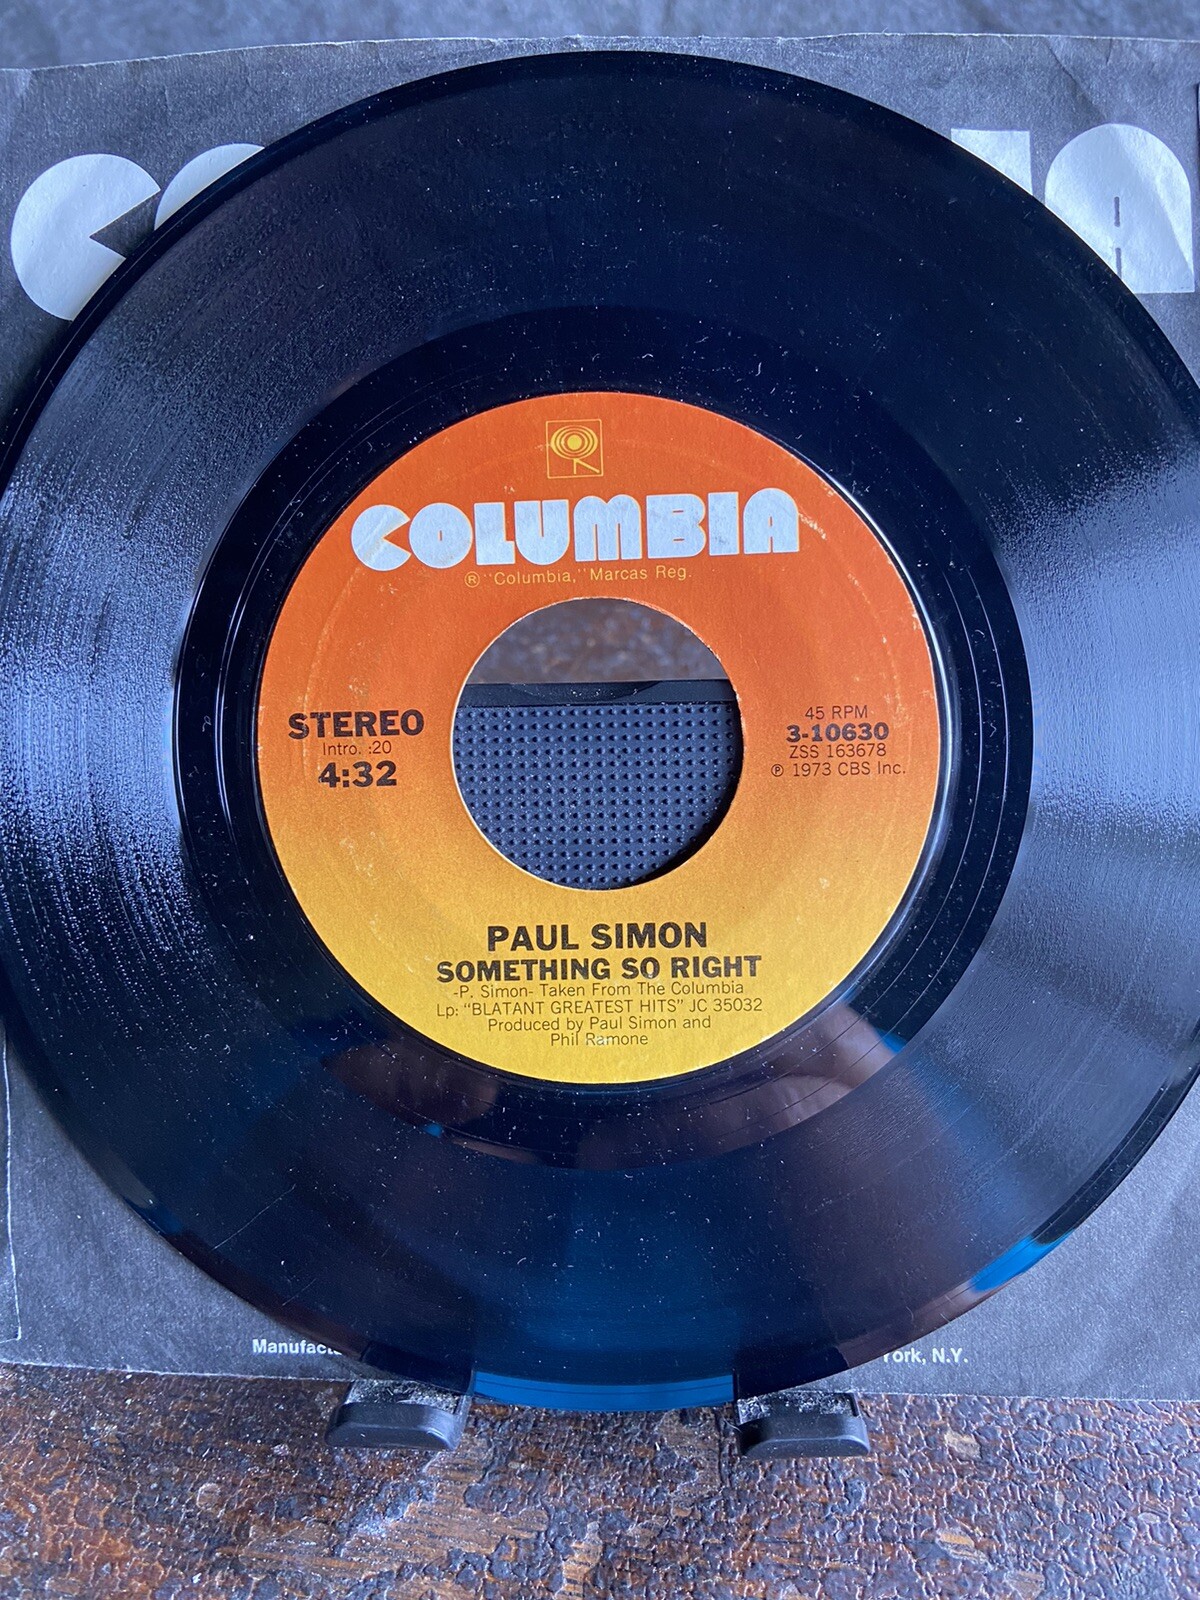 COLUMBIA
® "Columbia," Marcas Reg.
STEREO
Intro. :20
4:32
45 RPM
3-10630
ZSS 163678
℗ 1973 CBS Inc.
PAUL SIMON
SOMETHING SO RIGHT
-P. Simon- Taken From The Columbia
Lp: "BLATANT GREATEST HITS" JC 35032
Produced by Paul Simon and
Phil Ramone
N.Y.